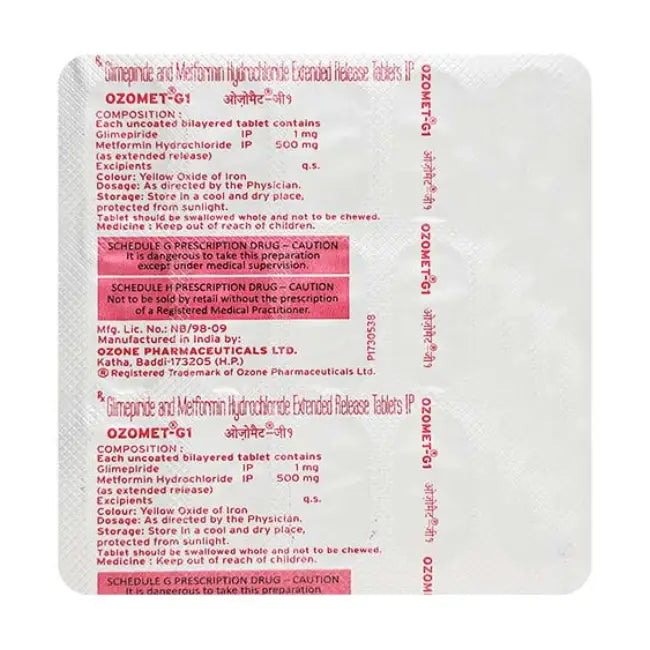 ℞ Glimepiride and Metformin Hydrochloride Extended Release Tablets IP
OZOMET®-G1 ओज़ोमैट®-जी१
COMPOSITION :
Each uncoated bilayered tablet contains
Glimepiride IP 1 mg
Metformin Hydrochloride IP 500 mg
(as extended release)
Excipients q.s.
Colour: Yellow Oxide of Iron
Dosage: As directed by the Physician.
Storage: Store in a cool and dry place,
protected from sunlight.
Tablet should be swallowed whole and not to be chewed.
Medicine : Keep out of reach of children.
SCHEDULE G PRESCRIPTION DRUG – CAUTION
It is dangerous to take this preparation
except under medical supervision.
SCHEDULE H PRESCRIPTION DRUG – CAUTION
Not to be sold by retail without the prescription
of a Registered Medical Practitioner.
Mfg. Lic. No.: NB/98-09
Manufactured in India by:
OZONE PHARMACEUTICALS LTD.
Katha, Baddi-173205 (H.P.)
® Registered Trademark of Ozone Pharmaceuticals Ltd.
P1730538
℞ Glimepiride and Metformin Hydrochloride Extended Release Tablets IP
OZOMET®-G1 ओज़ोमैट®-जी१
COMPOSITION :
Each uncoated bilayered tablet contains
Glimepiride IP 1 mg
Metformin Hydrochloride IP 500 mg
(as extended release)
Excipients q.s.
Colour: Yellow Oxide of Iron
Dosage: As directed by the Physician.
Storage: Store in a cool and dry place,
protected from sunlight.
Tablet should be swallowed whole and not to be chewed.
Medicine : Keep out of reach of children.
SCHEDULE G PRESCRIPTION DRUG – CAUTION
It is dangerous to take this preparation
OZOMET®-G1 ओज़ोमैट®-जी१ OZOMET®-G1 ओज़ोमैट®-जी१ OZOMET®-G1 ओज़ोमैट®-जी१ OZOM